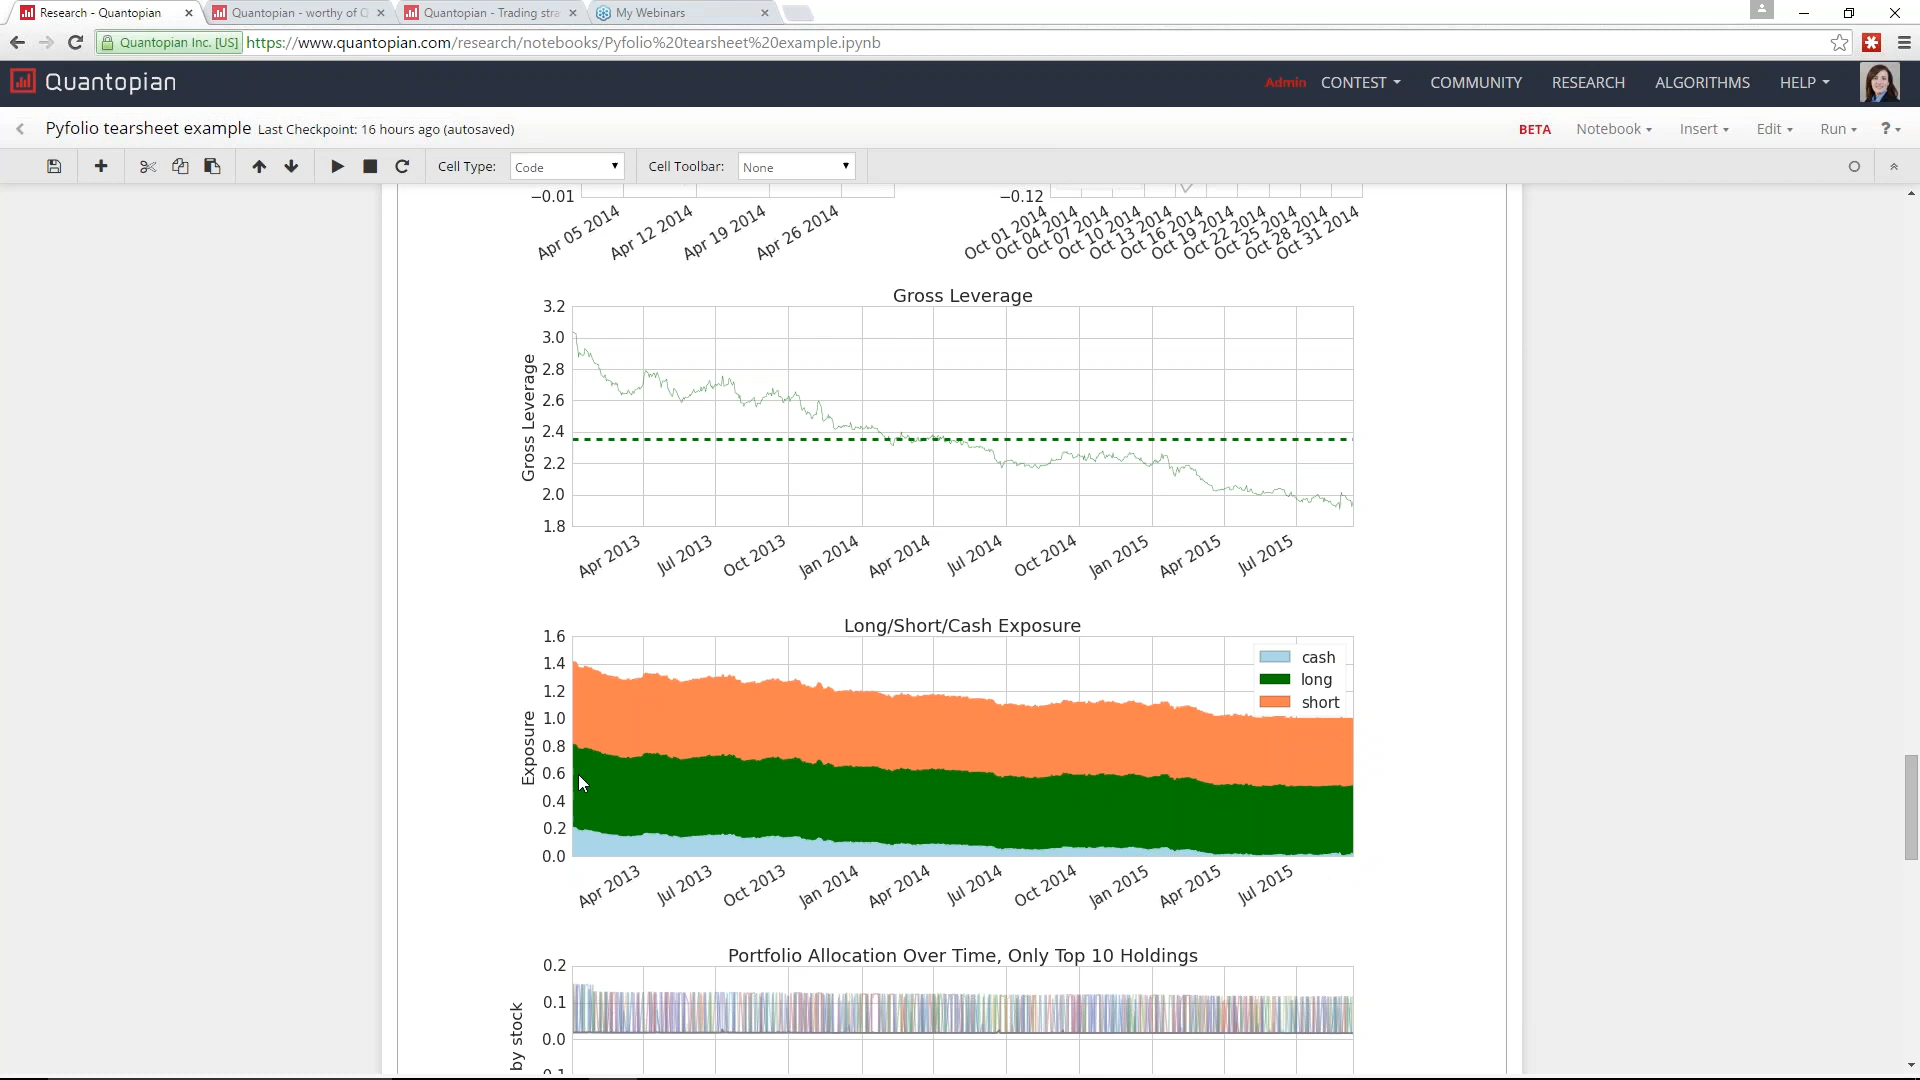 Research - Quantopian
Quantopian - worthy of Q
Quantopian - Trading stra
My Webinars
Quantopian Inc. [US] https://www.quantopian.com/research/notebooks/Pyfolio%20tearsheet%20example.ipynb
Quantopian
Admin CONTEST COMMUNITY RESEARCH ALGORITHMS HELP
Pyfolio tearsheet example Last Checkpoint: 16 hours ago (autosaved)
BETA Notebook Insert Edit Run ?
Cell Type: Code Cell Toolbar: None
−0.01
Apr 05 2014 Apr 12 2014 Apr 19 2014 Apr 26 2014
−0.12
Oct 01 2014 Oct 04 2014 Oct 07 2014 Oct 10 2014 Oct 13 2014 Oct 16 2014 Oct 19 2014 Oct 22 2014 Oct 25 2014 Oct 28 2014 Oct 31 2014
Gross Leverage
Gross Leverage
3.2
3.0
2.8
2.6
2.4
2.2
2.0
1.8
Apr 2013 Jul 2013 Oct 2013 Jan 2014 Apr 2014 Jul 2014 Oct 2014 Jan 2015 Apr 2015 Jul 2015
Long/Short/Cash Exposure
Exposure
1.6
1.4
1.2
1.0
0.8
0.6
0.4
0.2
0.0
cash
long
short
Apr 2013 Jul 2013 Oct 2013 Jan 2014 Apr 2014 Jul 2014 Oct 2014 Jan 2015 Apr 2015 Jul 2015
Portfolio Allocation Over Time, Only Top 10 Holdings
by stock
0.2
0.1
0.0